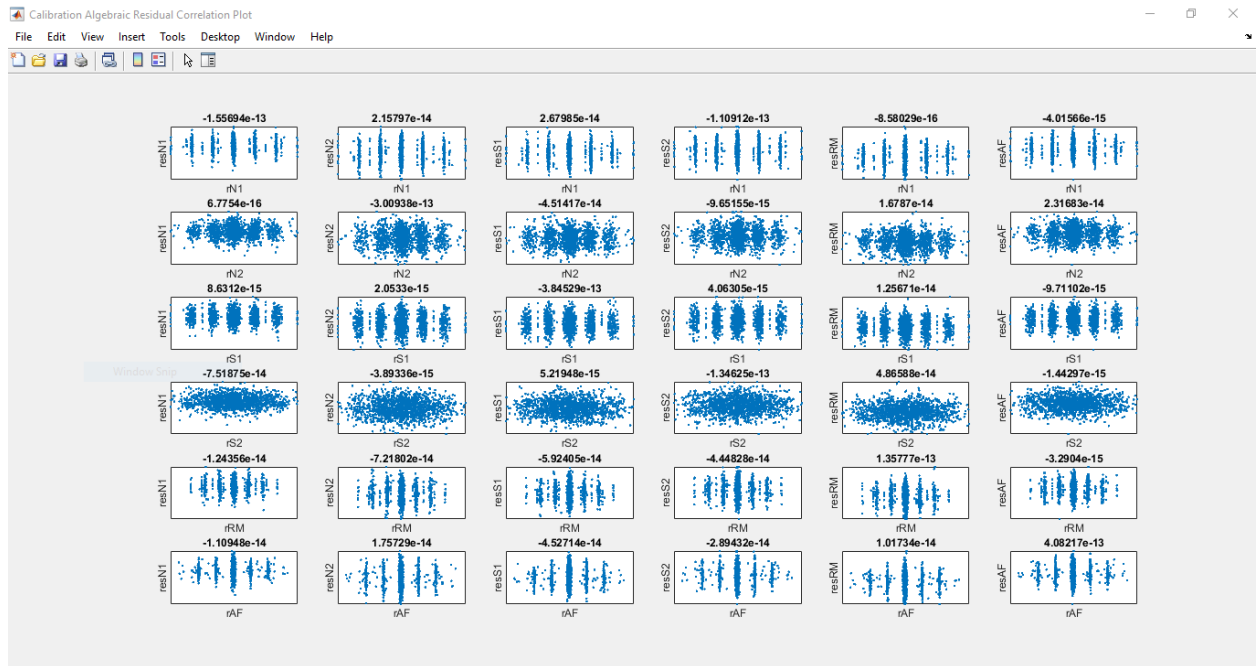 Calibration Algebraic Residual Correlation Plot
File Edit View Insert Tools Desktop Window Help
-1.55694e-13 2.15797e-14 2.67985e-14 -1.10912e-13 -8.58029e-16 -4.01566e-15
resN1 resN2 resS1 resS2 resRM resAF
rN1 rN1 rN1 rN1 rN1 rN1
6.7754e-16 -3.00938e-13 -4.51417e-14 -9.65155e-15 1.6787e-14 2.31683e-14
resN1 resN2 resS1 resS2 resRM resAF
rN2 rN2 rN2 rN2 rN2 rN2
8.6312e-15 2.0533e-15 -3.84529e-13 4.06305e-15 1.25671e-14 -9.71102e-15
resN1 resN2 resS1 resS2 resRM resAF
rS1 rS1 rS1 rS1 rS1 rS1
Window Snip
-7.51875e-14 -3.89336e-15 5.21948e-15 -1.34625e-13 4.86588e-14 -1.44297e-15
resN1 resN2 resS1 resS2 resRM resAF
rS2 rS2 rS2 rS2 rS2 rS2
-1.24356e-14 -7.21802e-14 -5.92405e-14 -4.44828e-14 1.35777e-13 -3.2904e-15
resN1 resN2 resS1 resS2 resRM resAF
rRM rRM rRM rRM rRM rRM
-1.10948e-14 1.75729e-14 -4.52714e-14 -2.89432e-14 1.01734e-14 4.08217e-13
resN1 resN2 resS1 resS2 resRM resAF
rAF rAF rAF rAF rAF rAF